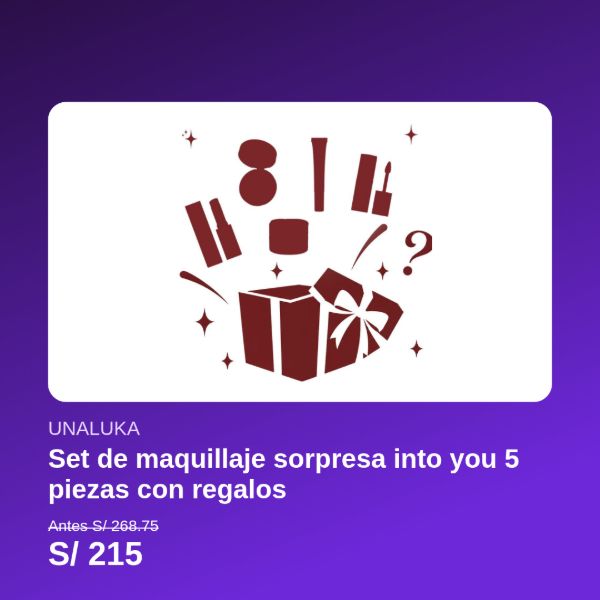 ?
UNALUKA
Set de maquillaje sorpresa into you 5
piezas con regalos
Antes S/ 268.75
S/ 215